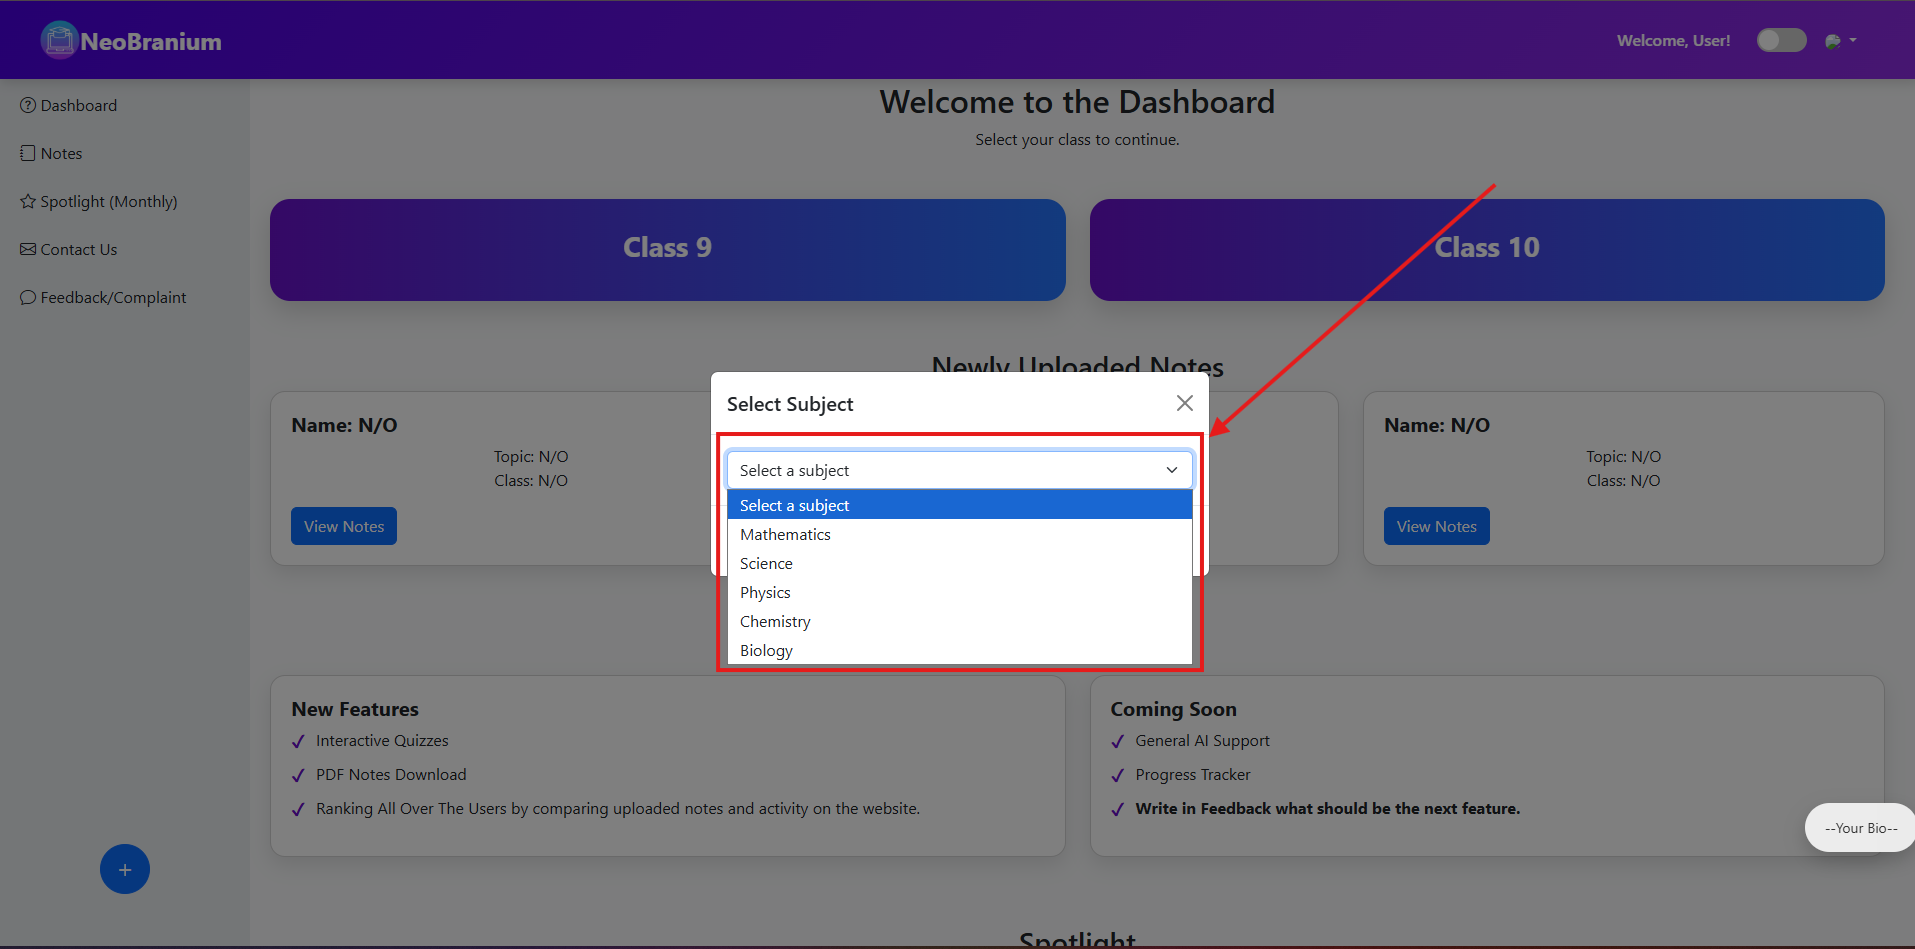 NeoBranium
Welcome, User!
Dashboard
Notes
Spotlight (Monthly)
Contact Us
Feedback/Complaint
Welcome to the Dashboard
Select your class to continue.
Class 9
Class 10
Newly Uploaded Notes
Name: N/O
Topic: N/O
Class: N/O
View Notes
Select Subject
Select a subject
Select a subject
Mathematics
Science
Physics
Chemistry
Biology
Name: N/O
Topic: N/O
Class: N/O
View Notes
New Features
Interactive Quizzes
PDF Notes Download
Ranking All Over The Users by comparing uploaded notes and activity on the website.
Coming Soon
General AI Support
Progress Tracker
Write in Feedback what should be the next feature.
--Your Bio--
+
Spotlight